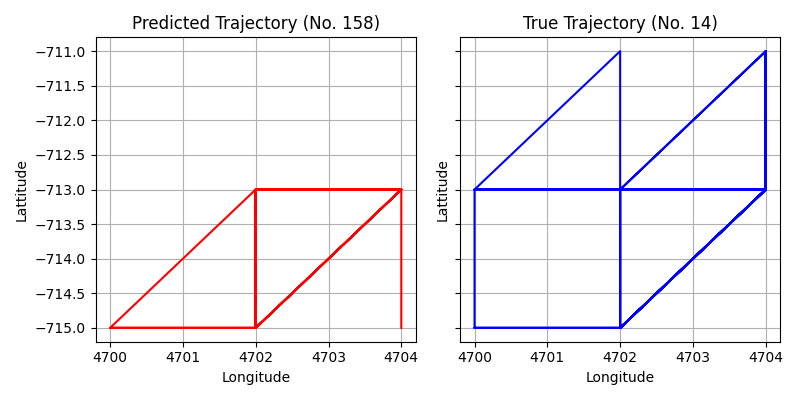 Predicted Trajectory (No. 158)
True Trajectory (No. 14)
Lattitude
−711.0
−711.5
−712.0
−712.5
−713.0
−713.5
−714.0
−714.5
−715.0
4700 4701 4702 4703 4704
Longitude
Lattitude
4700 4701 4702 4703 4704
Longitude